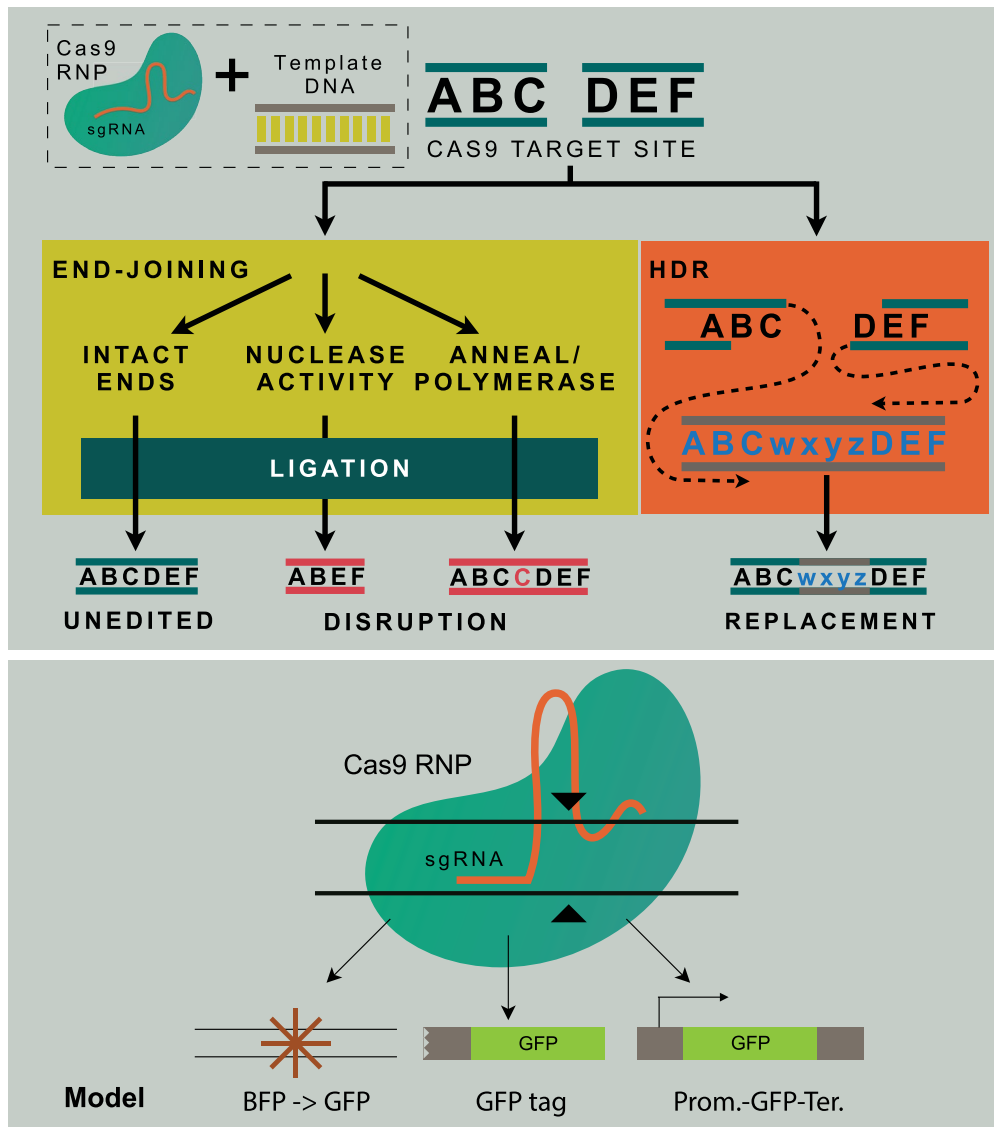 Cas9
RNP
sgRNA
+
Template
DNA
ABC DEF
CAS9 TARGET SITE
END-JOINING
INTACT
ENDS
NUCLEASE
ACTIVITY
ANNEAL/
POLYMERASE
LIGATION
HDR
ABC DEF
ABCwxyzDEF
ABCDEF
ABEF
ABCCDEF
ABCwxyzDEF
UNEDITED
DISRUPTION
REPLACEMENT
Cas9 RNP
sgRNA
GFP
GFP
Model
BFP -> GFP
GFP tag
Prom.-GFP-Ter.